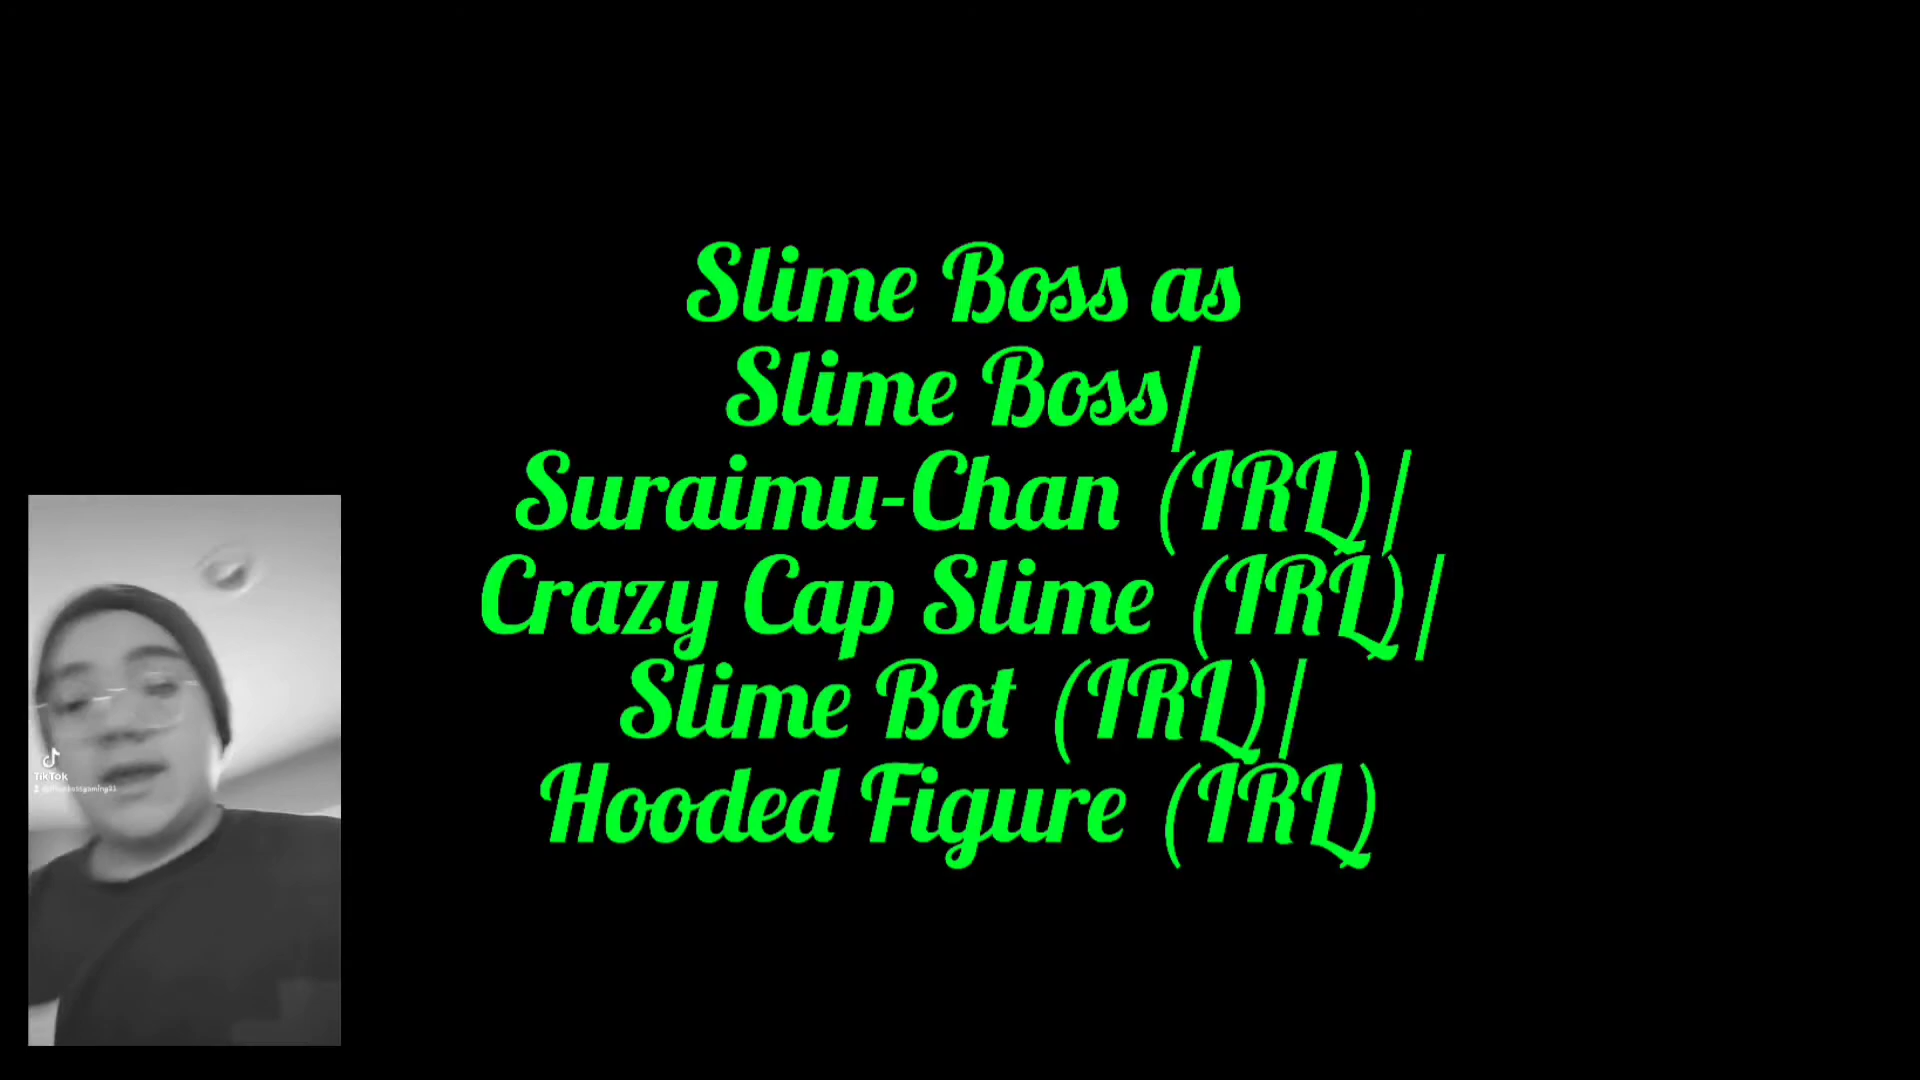 Slime Boss as
Slime Boss/
Suraimu-Chan (IRL)/
Crazy Cap Slime (IRL)/
Slime Bot (IRL)/
Hooded Figure (IRL)
TikTok